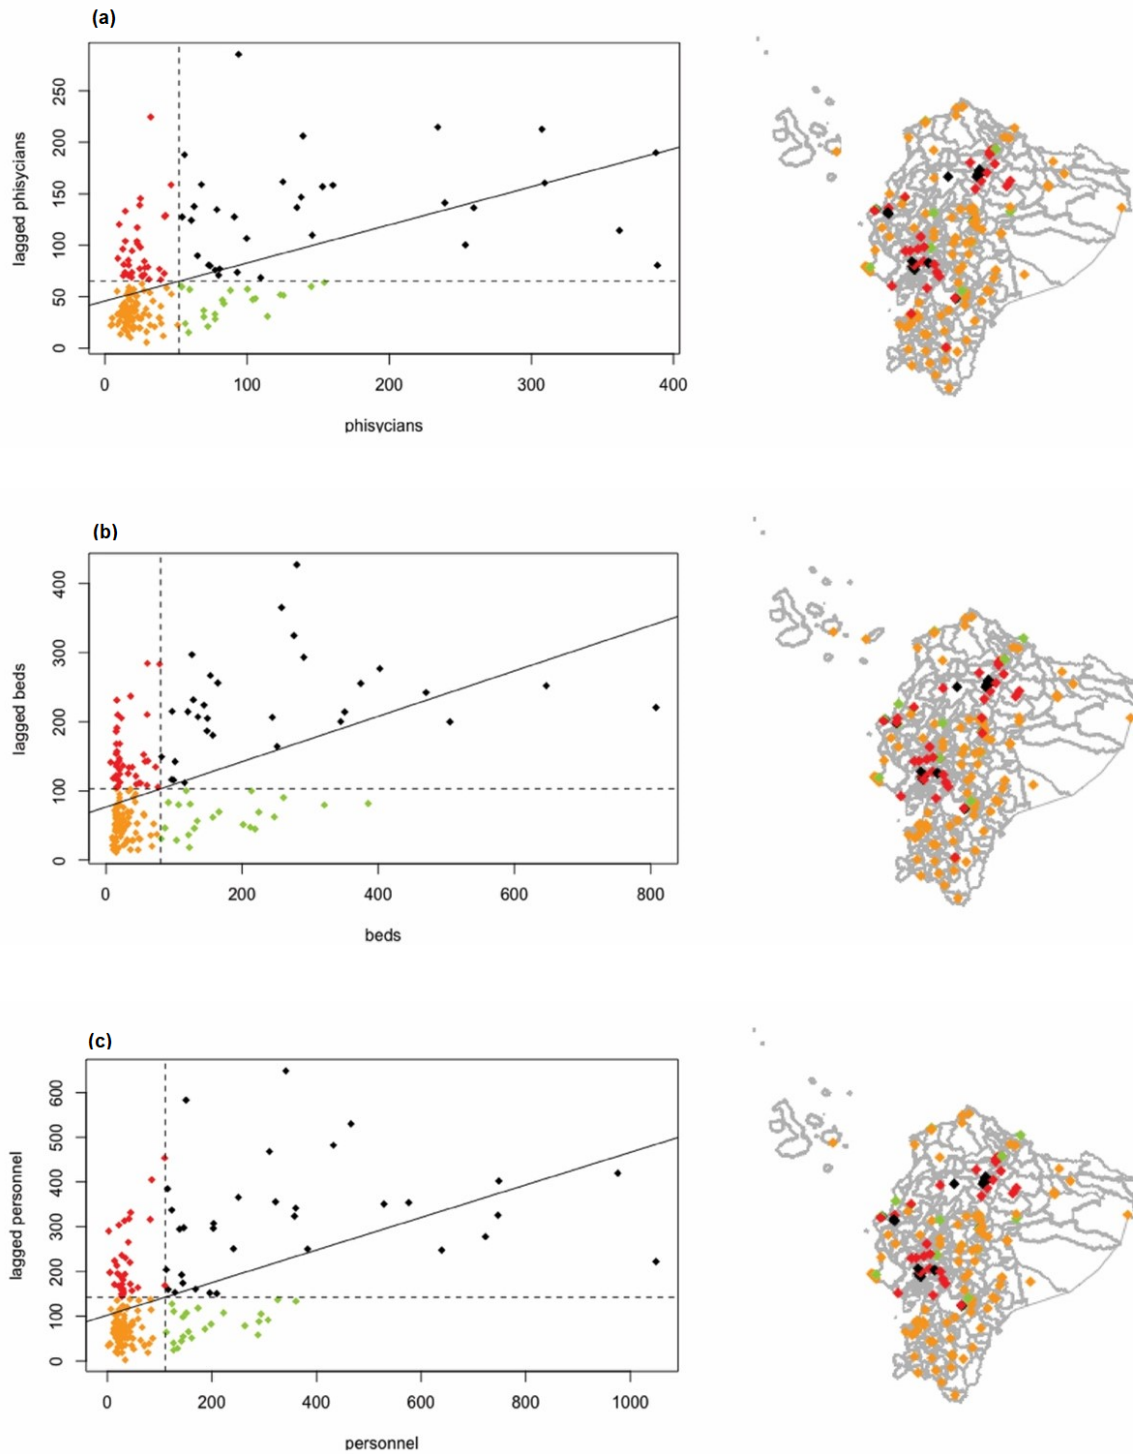 (a)
lagged phisycians
250
200
150
100
50
0
0 100 200 300 400
phisycians
(b)
lagged beds
400
300
200
100
0
0 200 400 600 800
beds
(c)
lagged personnel
600
500
400
300
200
100
0
0 200 400 600 800 1000
personnel